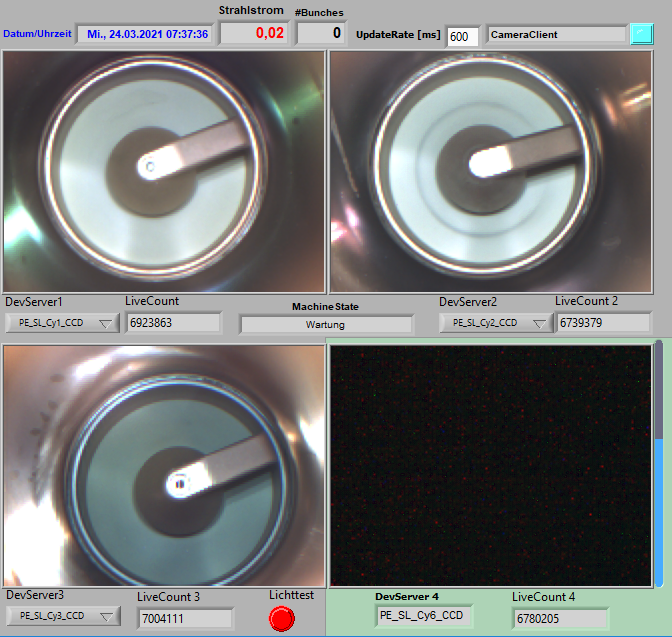 Strahlstrom #Bunches
Datum/Uhrzeit Mi., 24.03.2021 07:37:36 0,02 0 UpdateRate [ms] 600 CameraClient
DevServer1 LiveCount
PE_SL_Cy1_CCD 6923863
MachineState
Wartung
DevServer2 LiveCount 2
PE_SL_Cy2_CCD 6739379
DevServer3 LiveCount 3 Lichttest
PE_SL_Cy3_CCD 7004111
DevServer 4 LiveCount 4
PE_SL_Cy6_CCD 6780205